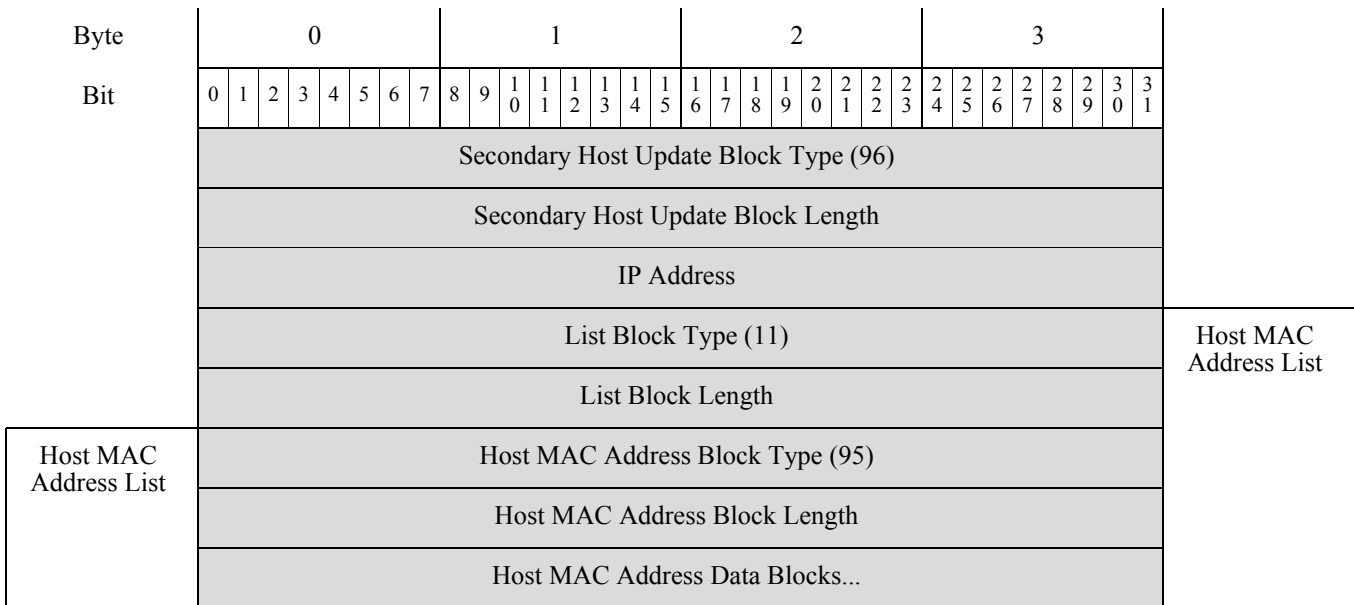 Byte 0 1 2 3
Bit 0 1 2 3 4 5 6 7 8 9 10 11 12 13 14 15 16 17 18 19 20 21 22 23 24 25 26 27 28 29 30 31
Secondary Host Update Block Type (96)
Secondary Host Update Block Length
IP Address
List Block Type (11)
Host MAC
Address List
List Block Length
Host MAC
Address List
Host MAC Address Block Type (95)
Host MAC Address Block Length
Host MAC Address Data Blocks...